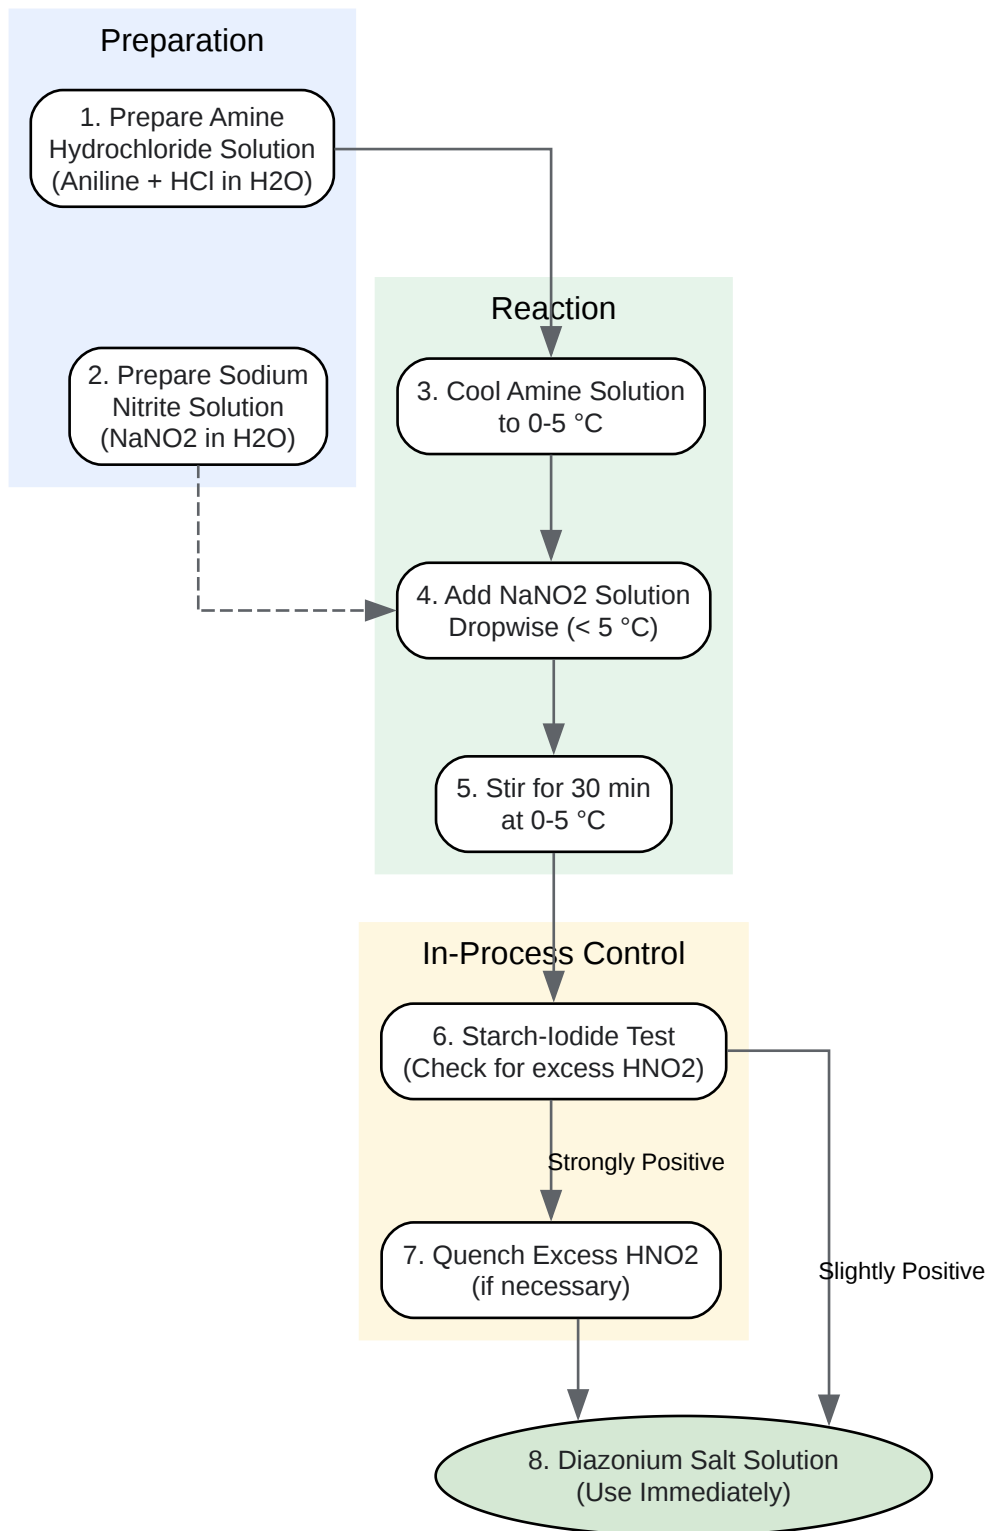 Preparation
1. Prepare Amine
Hydrochloride Solution
(Aniline + HCl in H2O)
2. Prepare Sodium
Nitrite Solution
(NaNO2 in H2O)
Reaction
3. Cool Amine Solution
to 0-5 °C
4. Add NaNO2 Solution
Dropwise (< 5 °C)
5. Stir for 30 min
at 0-5 °C
In-Process Control
6. Starch-Iodide Test
(Check for excess HNO2)
Strongly Positive
7. Quench Excess HNO2
(if necessary)
Slightly Positive
8. Diazonium Salt Solution
(Use Immediately)